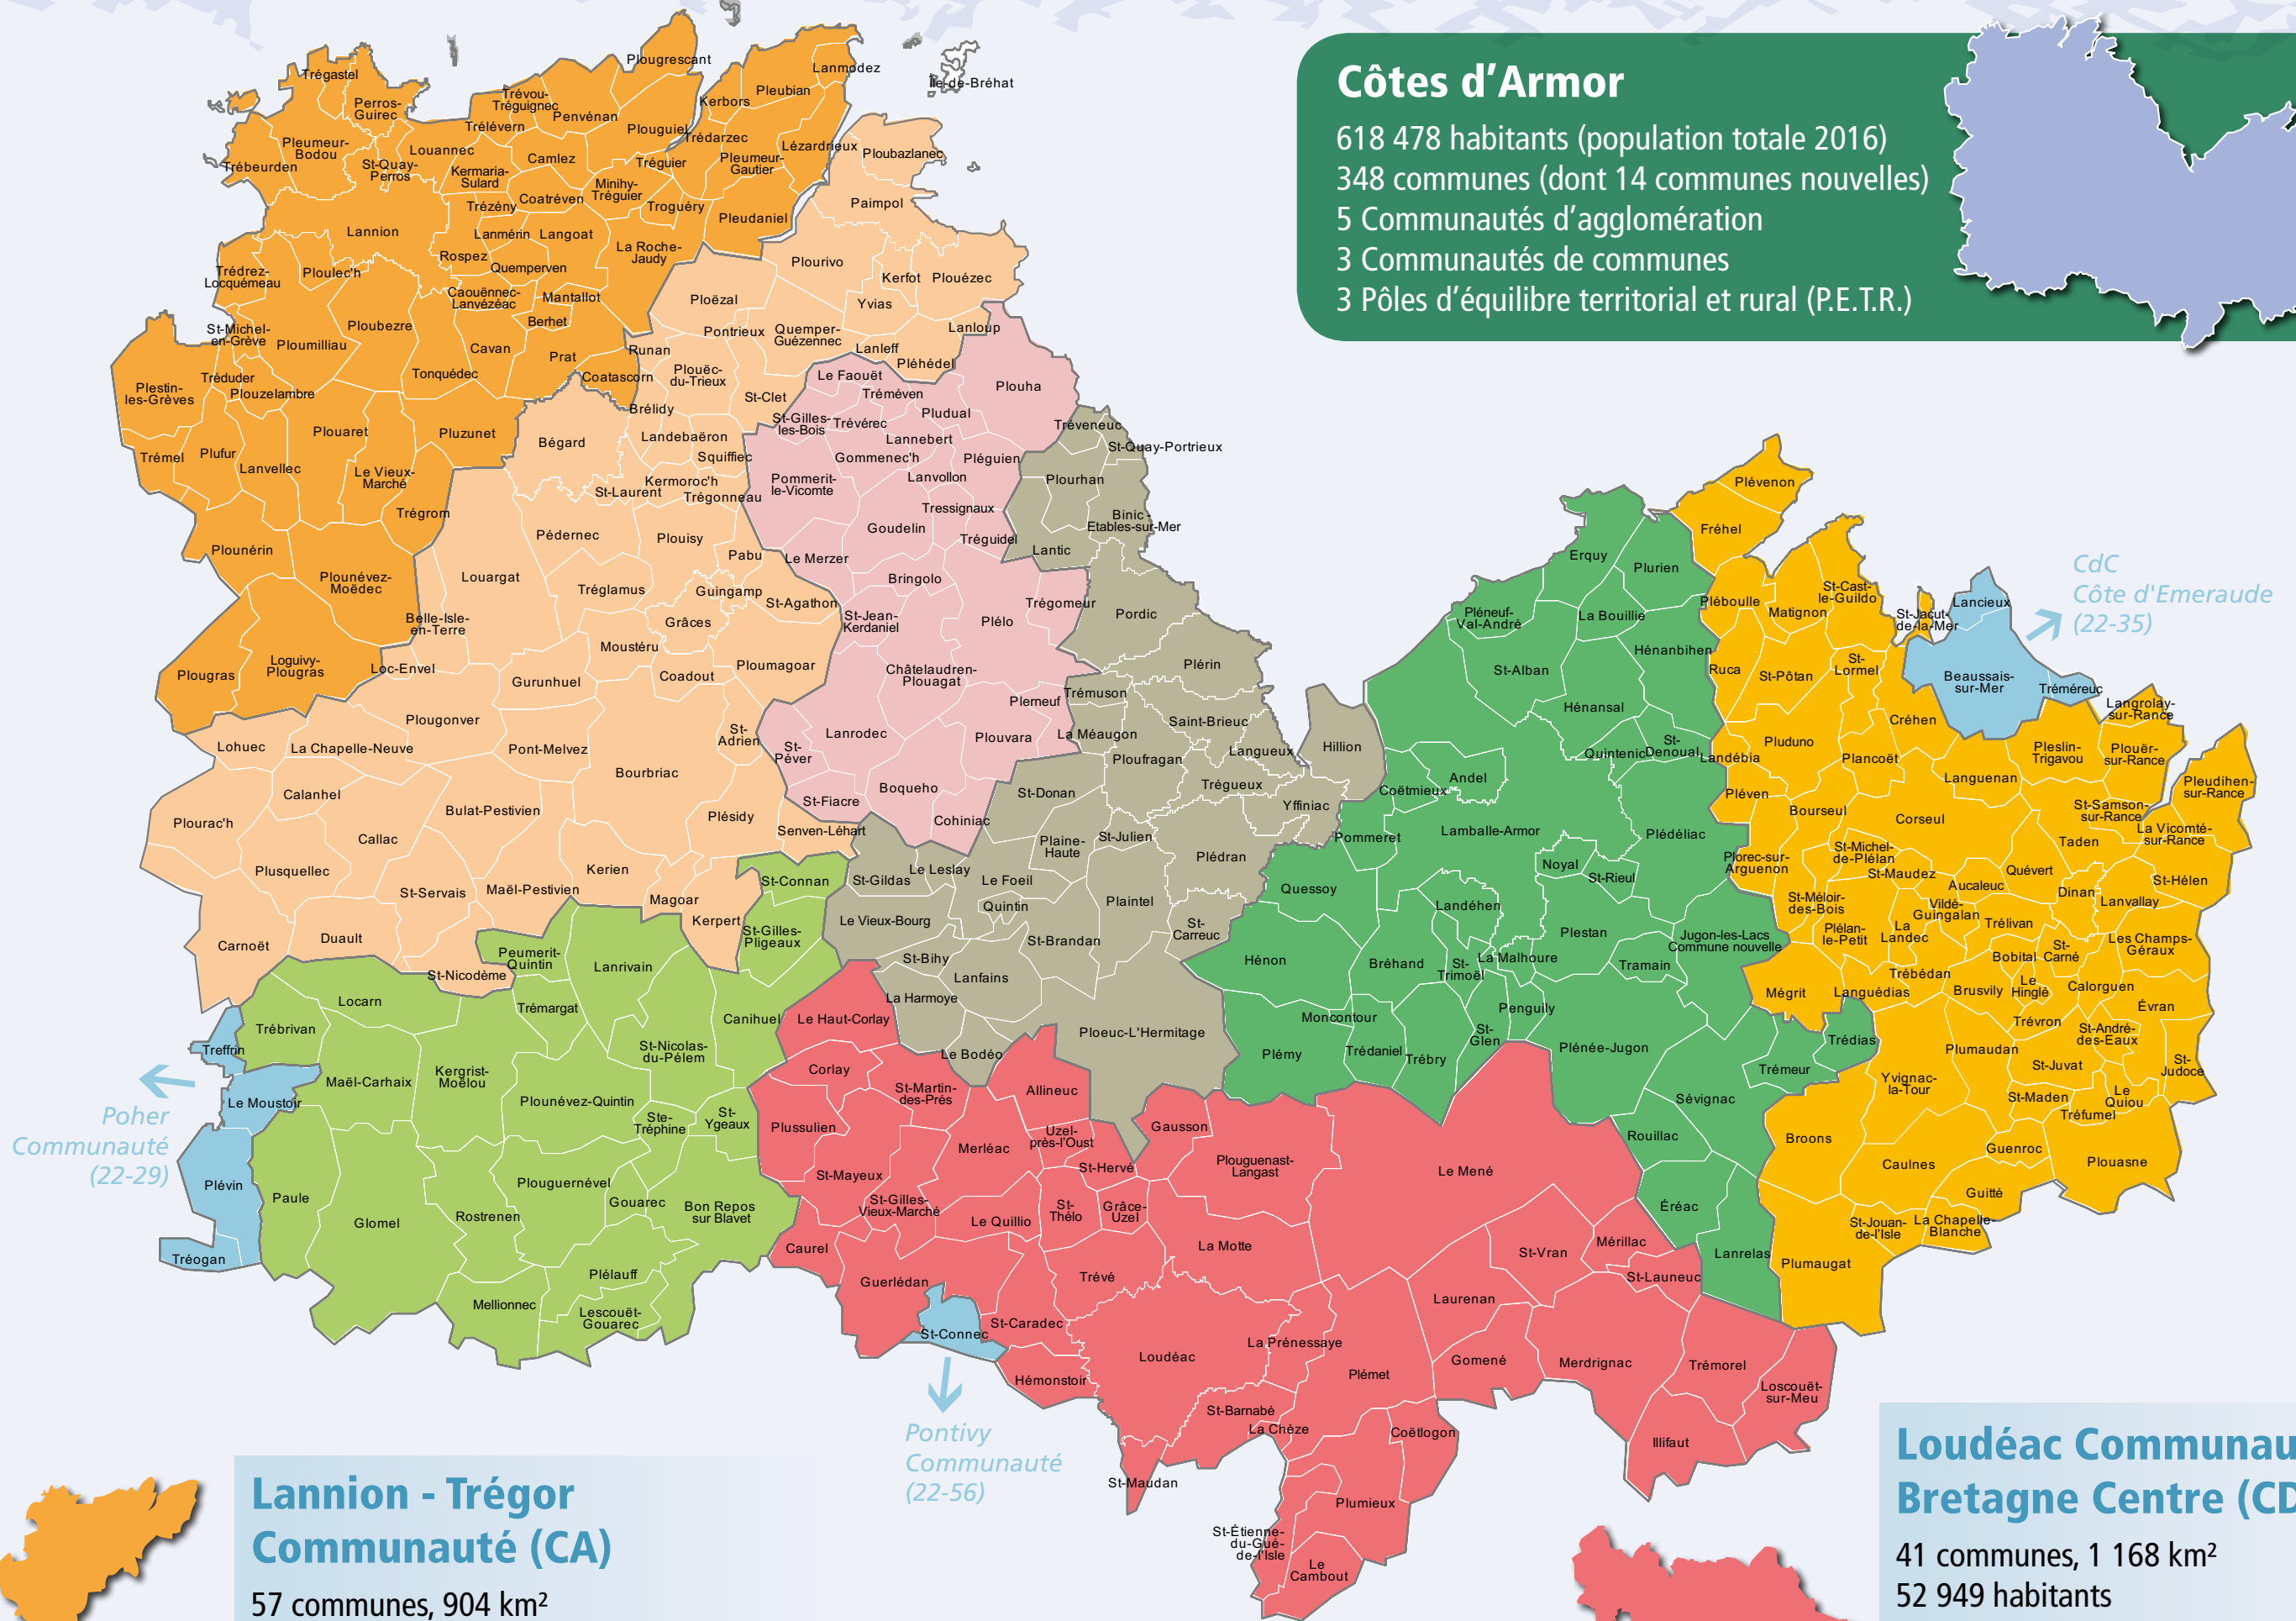 Côtes d’Armor
618 478 habitants (population totale 2016)
348 communes (dont 14 communes nouvelles)
5 Communautés d’agglomération
3 Communautés de communes
3 Pôles d’équilibre territorial et rural (P.E.T.R.)
Trégastel
Perros-
Guirec
Pleumeur-
Bodou
Trébeurden
St-Quay-
Perros
Louannec
Trévou-
Tréguignec
Trélévern
Penvénan
Plougrescant
Plouguiel
Camlez
Kermaria-
Sulard
Trézény
Coatréven
Minihy-
Tréguier
Tréguier
Trédarzec
Kerbors
Pleubian
Lanmodez
Île-de-Bréhat
Lézardrieux
Pleumeur-
Gautier
Troguéry
Pleudaniel
Lannion
Lanmérin
Langoat
La Roche-
Jaudy
Rospez
Quemperven
Trédrez-
Locquémeau
Ploulec'h
Caouënnec-
Lanvézéac
Mantallot
Berhet
St-Michel-
en-Grève
Ploumilliau
Ploubezre
Cavan
Prat
Coatascorn
Tonquédec
Tréduder
Plouzelambre
Plestin-
les-Grèves
Trémel
Plufur
Lanvellec
Plouaret
Le Vieux-
Marché
Pluzunet
Trégrom
Plounérin
Plounévez-
Moëdec
Plougras
Loguivy-
Plougras
Ploubazlanec
Paimpol
Plourivo
Kerfot
Plouézec
Yvias
Ploëzal
Pontrieux
Quemper-
Guézennec
Lanleff
Pléhédel
Lanloup
Runan
Plouëc-
du-Trieux
St-Clet
Brélidy
Landebaëron
Squiffiec
Bégard
Kermoroc'h
St-Laurent
Trégonneau
Pédernec
Plouisy
Pabu
Louargat
Tréglamus
Guingamp
St-Agathon
Grâces
Belle-Isle-
en-Terre
Moustéru
Loc-Envel
Gurunhuel
Coadout
Ploumagoar
Plougonver
Lohuec
La Chapelle-Neuve
Pont-Melvez
St-
Adrien
Bourbriac
Calanhel
Bulat-Pestivien
Plésidy
Senven-Léhart
Plourac'h
Callac
Plusquellec
Kerien
St-Servais
Maël-Pestivien
Magoar
Kerpert
Carnoët
Duault
St-Nicodème
Le Faouët
Tréméven
Plouha
Pludual
St-Gilles-
les-Bois
Trévérec
Lannebert
Gommenec'h
Pléguien
Lanvollon
Pommerit-
le-Vicomte
Tressignaux
Goudelin
Tréguidel
Le Merzer
Bringolo
Trégomeur
St-Jean-
Kerdaniel
Plélo
Châtelaudren-
Plouagat
Plerneuf
Lanrodec
Plouvara
St-
Péver
Boqueho
St-Fiacre
Cohiniac
Tréveneuc
St-Quay-Portrieux
Plourhan
Binic -
Etables-sur-Mer
Lantic
Pordic
Plérin
Trémuson
La Méaugon
Saint-Brieuc
Ploufragan
Langueux
Hillion
Trégueux
Yffiniac
St-Donan
Plaine-
Haute
St-Julien
Plédran
Le Leslay
St-Gildas
Le Foeil
Quintin
Plaintel
Le Vieux-Bourg
St-Brandan
St-
Carreuc
St-Bihy
Lanfains
La Harmoye
Ploeuc-L'Hermitage
Le Bodéo
Erquy
Plurien
Pléneuf-
Val-André
La Bouillie
Hénanbihen
St-Alban
Hénansal
Quintenic
St-
Denoual
Andel
Coëtmieux
Lamballe-Armor
Plédéliac
Pommeret
Noyal
St-Rieul
Quessoy
Landéhen
Plestan
Jugon-les-Lacs
Commune nouvelle
Hénon
Bréhand
St-
Trimoël
La Malhoure
Tramain
Penguily
Moncontour
St-
Glen
Plémy
Trédaniel
Trébry
Plénée-Jugon
Trédias
Trémeur
Sévignac
Rouillac
Éréac
Lanrelas
Plévenon
Fréhel
Pléboulle
Matignon
St-Cast-
le-Guildo
St-Jacut-
de-la-Mer
Ruca
St-Pôtan
St-
Lormel
Créhen
Landébia
Pluduno
Plancoët
Languenan
Pleslin-
Trigavou
Plouër-
sur-Rance
Langrolay-
sur-Rance
Pleudihen-
sur-Rance
Pléven
Bourseul
Corseul
St-Samson-
sur-Rance
La Vicomté-
sur-Rance
Taden
Plorec-sur-
Arguenon
St-Michel-
de-Plélan
St-Maudez
Quévert
Aucaleuc
Dinan
St-Hélen
Lanvallay
St-Méloir-
des-Bois
Vildé-
Guingalan
Trélivan
Plélan-
le-Petit
La
Landec
St-
Carné
Les Champs-
Géraux
Bobital
Trébédan
Mégrit
Languédias
Brusvily
Le
Hinglé
Calorguen
Évran
Trévron
St-André-
des-Eaux
Plumaudan
St-Juvat
St-
Judoce
Yvignac-
la-Tour
Le
Quiou
St-Maden
Tréfumel
Broons
Guenroc
Caulnes
Plouasne
Guitté
St-Jouan-
de-l'Isle
La Chapelle-
Blanche
Plumaugat
Lancieux
Beaussais-
sur-Mer
Tréméreuc
CdC
Côte d'Emeraude
(22-35)
St-Connan
St-Gilles-
Pligeaux
Peumerit-
Quintin
Lanrivain
Locarn
Trémargat
Canihuel
Trébrivan
St-Nicolas-
du-Pélem
Maël-Carhaix
Kergrist-
Moëlou
Plounévez-Quintin
Ste-
Tréphine
St-
Ygeaux
Paule
Glomel
Plouguernével
Gouarec
Rostrenen
Bon Repos
sur Blavet
Plélauff
Mellionnec
Lescouët-
Gouarec
Treffrin
Le Moustoir
Plévin
Tréogan
Poher
Communauté
(22-29)
Le Haut-Corlay
Corlay
St-Martin-
des-Prés
Allineuc
Plussulien
Merléac
Uzel-
près-l'Oust
St-Hervé
Gausson
Plouguenast-
Langast
Le Mené
St-Mayeux
St-Gilles-
Vieux-Marché
Le Quillio
St-
Thélo
Grâce-
Uzel
La Motte
Caurel
Guerlédan
Trévé
St-Vran
Mérillac
St-Launeuc
Laurenan
St-Caradec
Loudéac
La Prénessaye
Plémet
Gomené
Merdrignac
Trémorel
Loscouët-
sur-Meu
Hémonstoir
St-Barnabé
La Chèze
Coëtlogon
Illifaut
St-Maudan
Plumieux
St-Étienne-
du-Gué-
de-l'Isle
Le
Cambout
St-Connec
Pontivy
Communauté
(22-56)
Lannion - Trégor
Communauté (CA)
57 communes, 904 km²
Loudéac Communau
Bretagne Centre (CD
41 communes, 1 168 km²
52 949 habitants